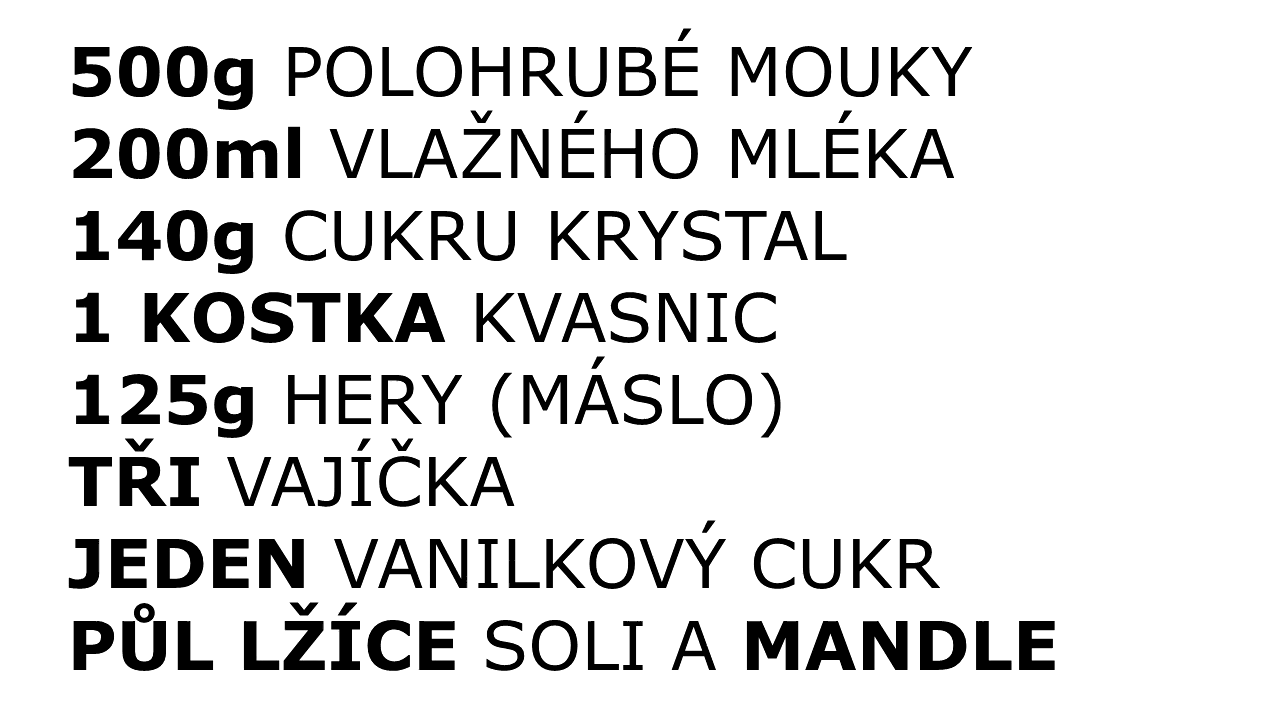 500g POLOHRUBÉ MOUKY
200ml VLAŽNÉHO MLÉKA
140g CUKRU KRYSTAL
1 KOSTKA KVASNIC
125g HERY (MÁSLO)
TŘI VAJÍČKA
JEDEN VANILKOVÝ CUKR
PŮL LŽÍCE SOLI A MANDLE